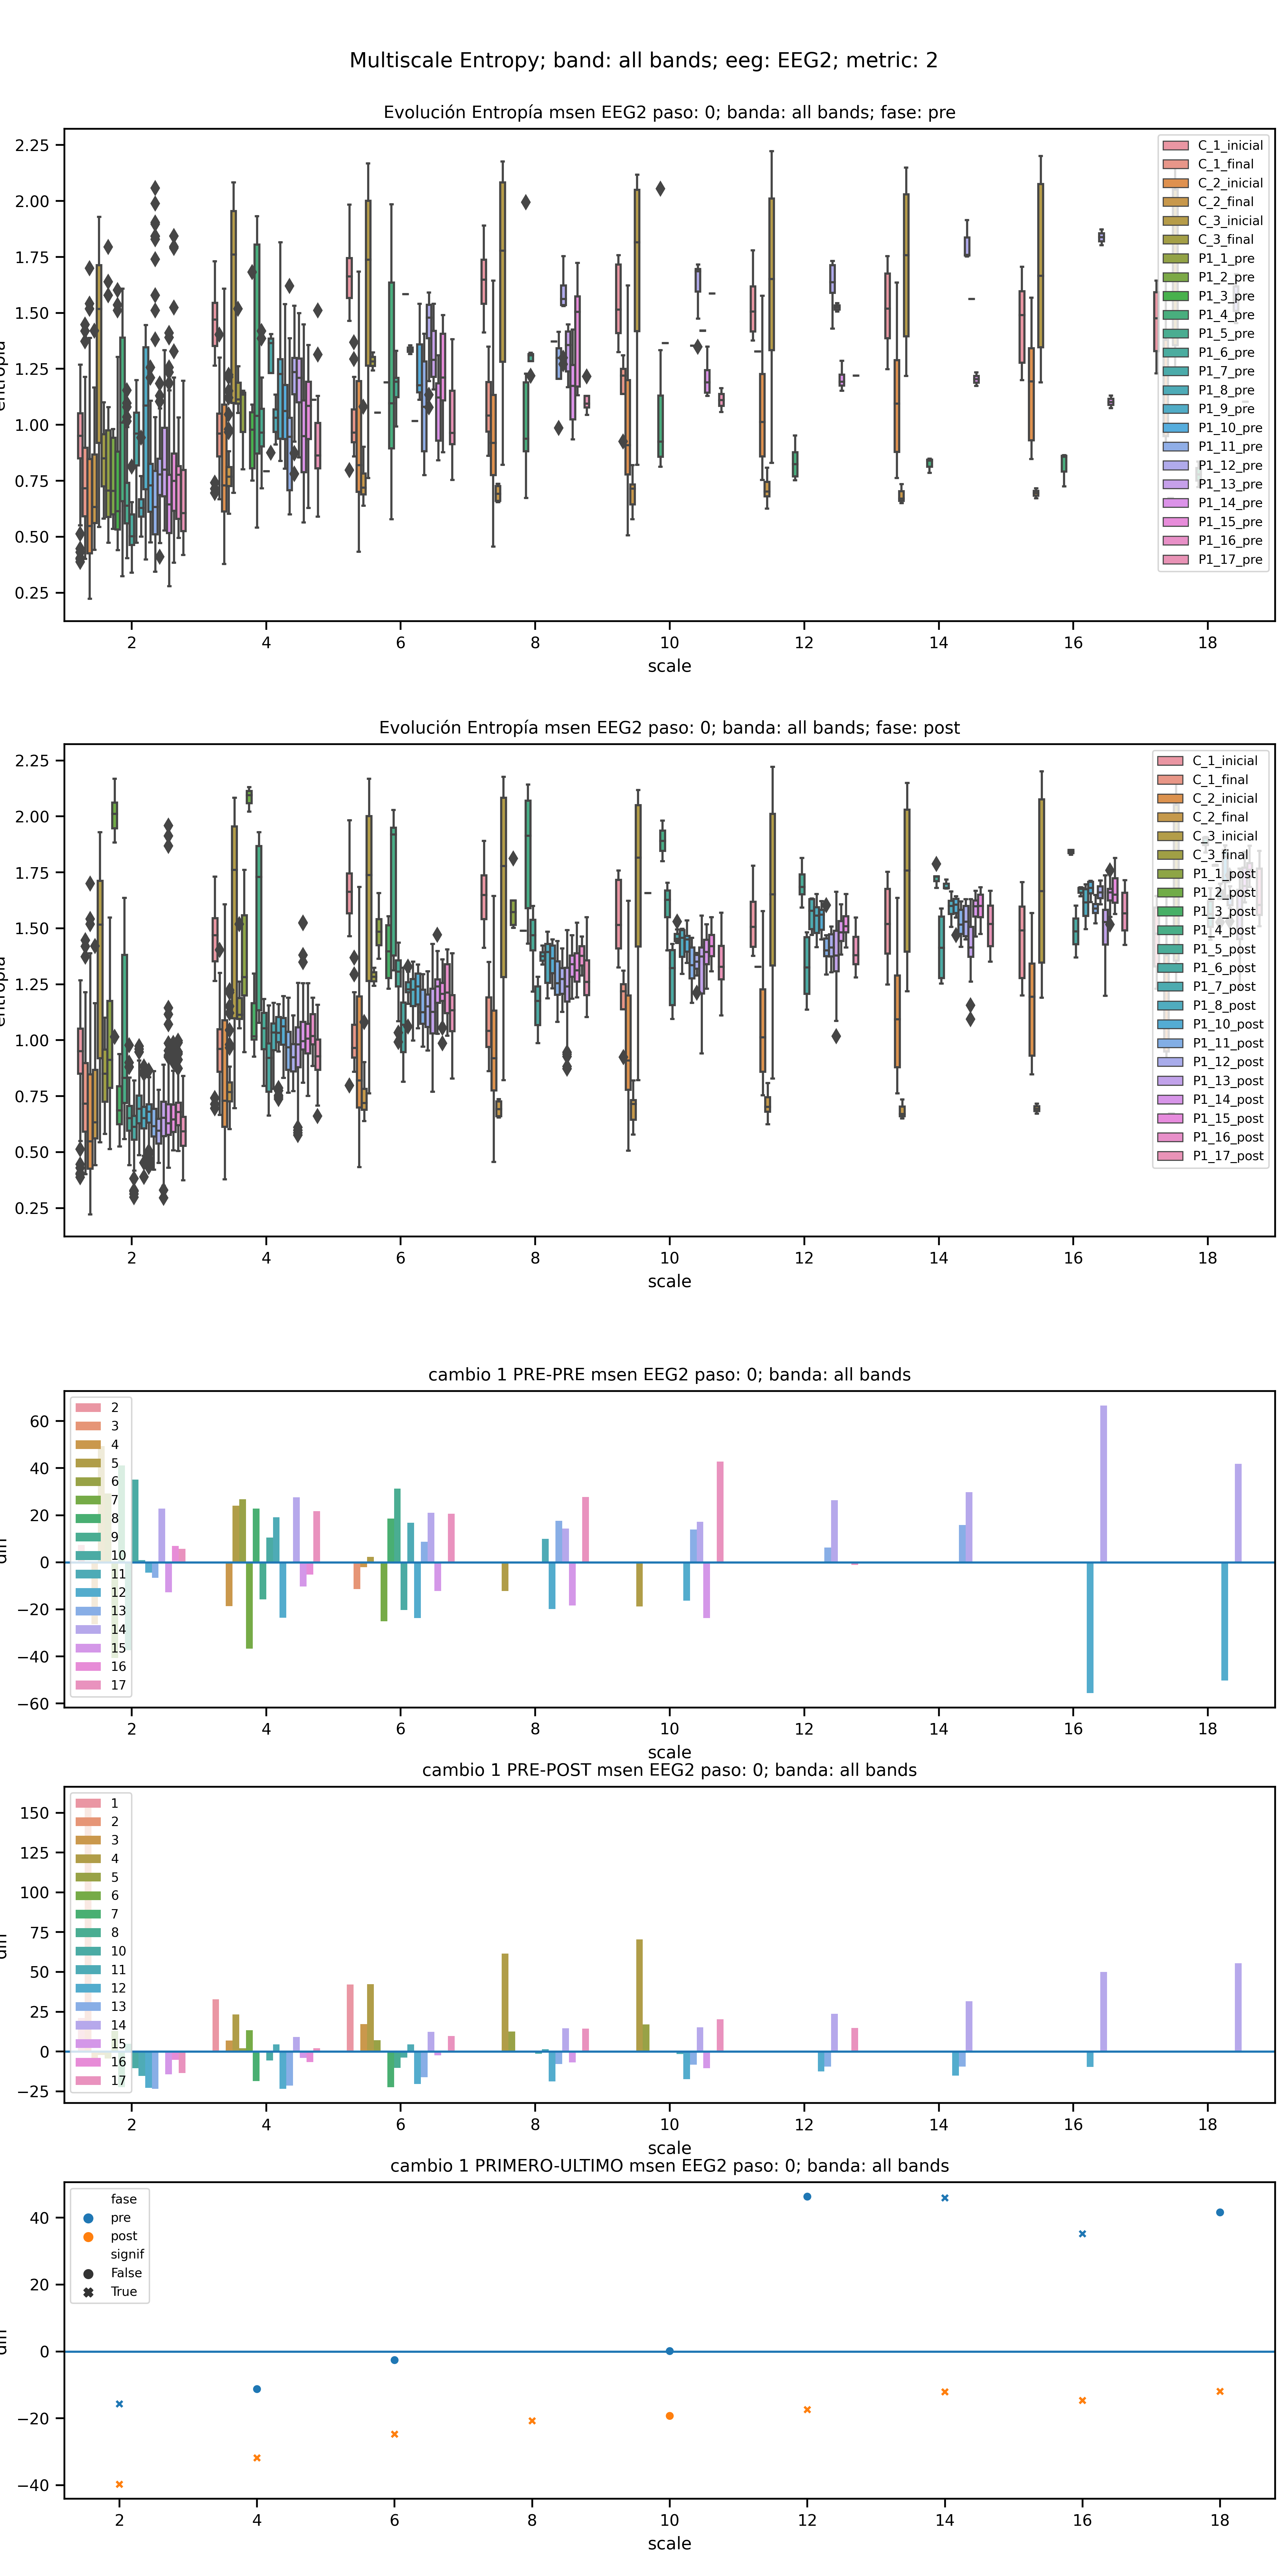 Multiscale Entropy; band: all bands; eeg: EEG2; metric: 2
Evolución Entropía msen EEG2 paso: 0; banda: all bands; fase: pre
2.25
2.00
1.75
1.50
1.25
1.00
0.75
0.50
0.25
C_1_inicial
C_1_final
C_2_inicial
C_2_final
C_3_inicial
C_3_final
P1_1_pre
P1_2_pre
P1_3_pre
P1_4_pre
P1_5_pre
P1_6_pre
P1_7_pre
P1_8_pre
P1_9_pre
P1_10_pre
P1_11_pre
P1_12_pre
P1_13_pre
P1_14_pre
P1_15_pre
P1_16_pre
P1_17_pre
2 4 6 8 10 12 14 16 18
scale
Evolución Entropía msen EEG2 paso: 0; banda: all bands; fase: post
2.25
2.00
1.75
1.50
1.25
1.00
0.75
0.50
0.25
C_1_inicial
C_1_final
C_2_inicial
C_2_final
C_3_inicial
C_3_final
P1_1_post
P1_2_post
P1_3_post
P1_4_post
P1_5_post
P1_6_post
P1_7_post
P1_8_post
P1_10_post
P1_11_post
P1_12_post
P1_13_post
P1_14_post
P1_15_post
P1_16_post
P1_17_post
2 4 6 8 10 12 14 16 18
scale
cambio 1 PRE-PRE msen EEG2 paso: 0; banda: all bands
60
40
20
0
−20
−40
−60
2
3
4
5
6
7
8
9
10
11
12
13
14
15
16
17
2 4 6 8 10 12 14 16 18
scale
cambio 1 PRE-POST msen EEG2 paso: 0; banda: all bands
150
125
100
75
50
25
0
−25
1
2
3
4
5
6
7
8
10
11
12
13
14
15
16
17
2 4 6 8 10 12 14 16 18
scale
cambio 1 PRIMERO-ULTIMO msen EEG2 paso: 0; banda: all bands
40
20
0
−20
−40
fase
pre
post
signif
False
True
2 4 6 8 10 12 14 16 18
scale